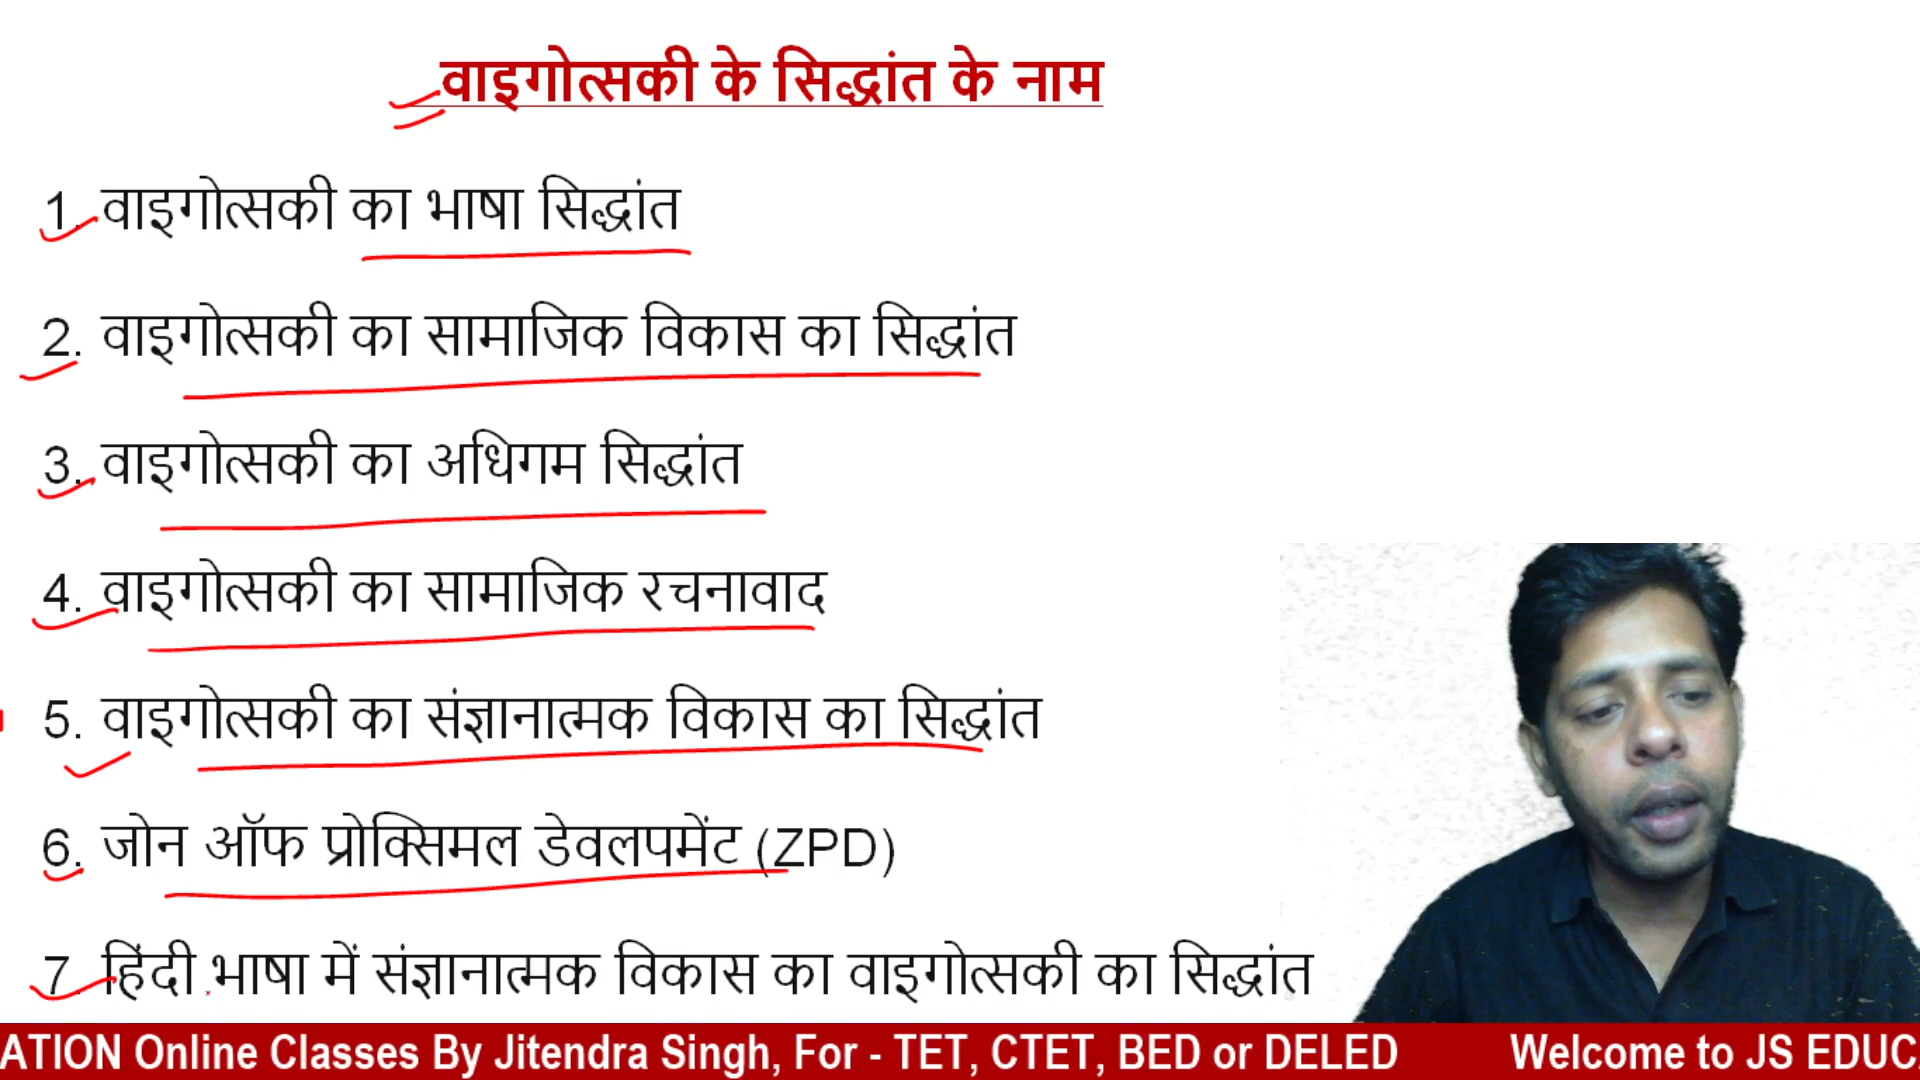 वाइगोत्सकी के सिद्धांत के नाम
1. वाइगोत्सकी का भाषा सिद्धांत
2. वाइगोत्सकी का सामाजिक विकास का सिद्धांत
3. वाइगोत्सकी का अधिगम सिद्धांत
4. वाइगोत्सकी का सामाजिक रचनावाद
5. वाइगोत्सकी का संज्ञानात्मक विकास का सिद्धांत
6. जोन ऑफ प्रोक्सिमल डेवलपमेंट (ZPD)
7. हिंदी भाषा में संज्ञानात्मक विकास का वाइगोत्सकी का सिद्धांत
ATION Online Classes By Jitendra Singh, For - TET, CTET, BED or DELED Welcome to JS EDUC